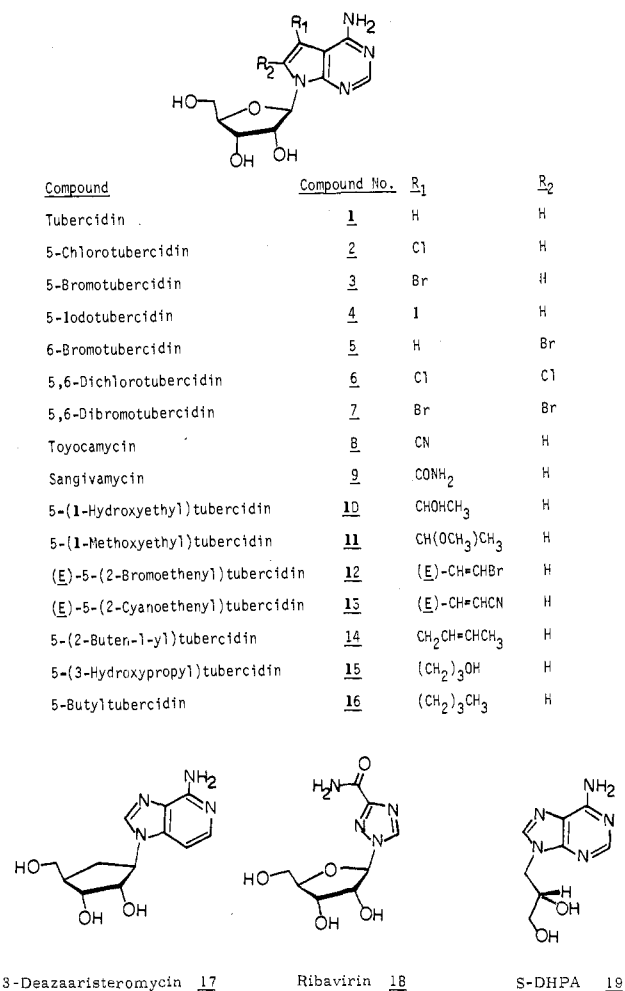 R1
NH2
R2
N
N
N
HO
O
OH
OH
Compound Compound No. R1 R2
Tubercidin 1 H H
5-Chlorotubercidin 2 Cl H
5-Bromotubercidin 3 Br H
5-Iodotubercidin 4 I H
6-Bromotubercidin 5 H Br
5,6-Dichlorotubercidin 6 Cl Cl
5,6-Dibromotubercidin 7 Br Br
Toyocamycin 8 CN H
Sangivamycin 9 CONH2 H
5-(1-Hydroxyethyl)tubercidin 10 CHOHCH3 H
5-(1-Methoxyethyl)tubercidin 11 CH(OCH3)CH3 H
(E)-5-(2-Bromoethenyl)tubercidin 12 (E)-CH=CHBr H
(E)-5-(2-Cyanoethenyl)tubercidin 13 (E)-CH=CHCN H
5-(2-Buten-1-yl)tubercidin 14 CH2CH=CHCH3 H
5-(3-Hydroxypropyl)tubercidin 15 (CH2)3OH H
5-Butyltubercidin 16 (CH2)3CH3 H
NH2
N
N
N
HO
OH
OH
O
H2N
N
N
N
HO
O
OH
OH
NH2
N
N
N
N
H
OH
OH
3-Deazaaristeromycin 17 Ribavirin 18 S-DHPA 19